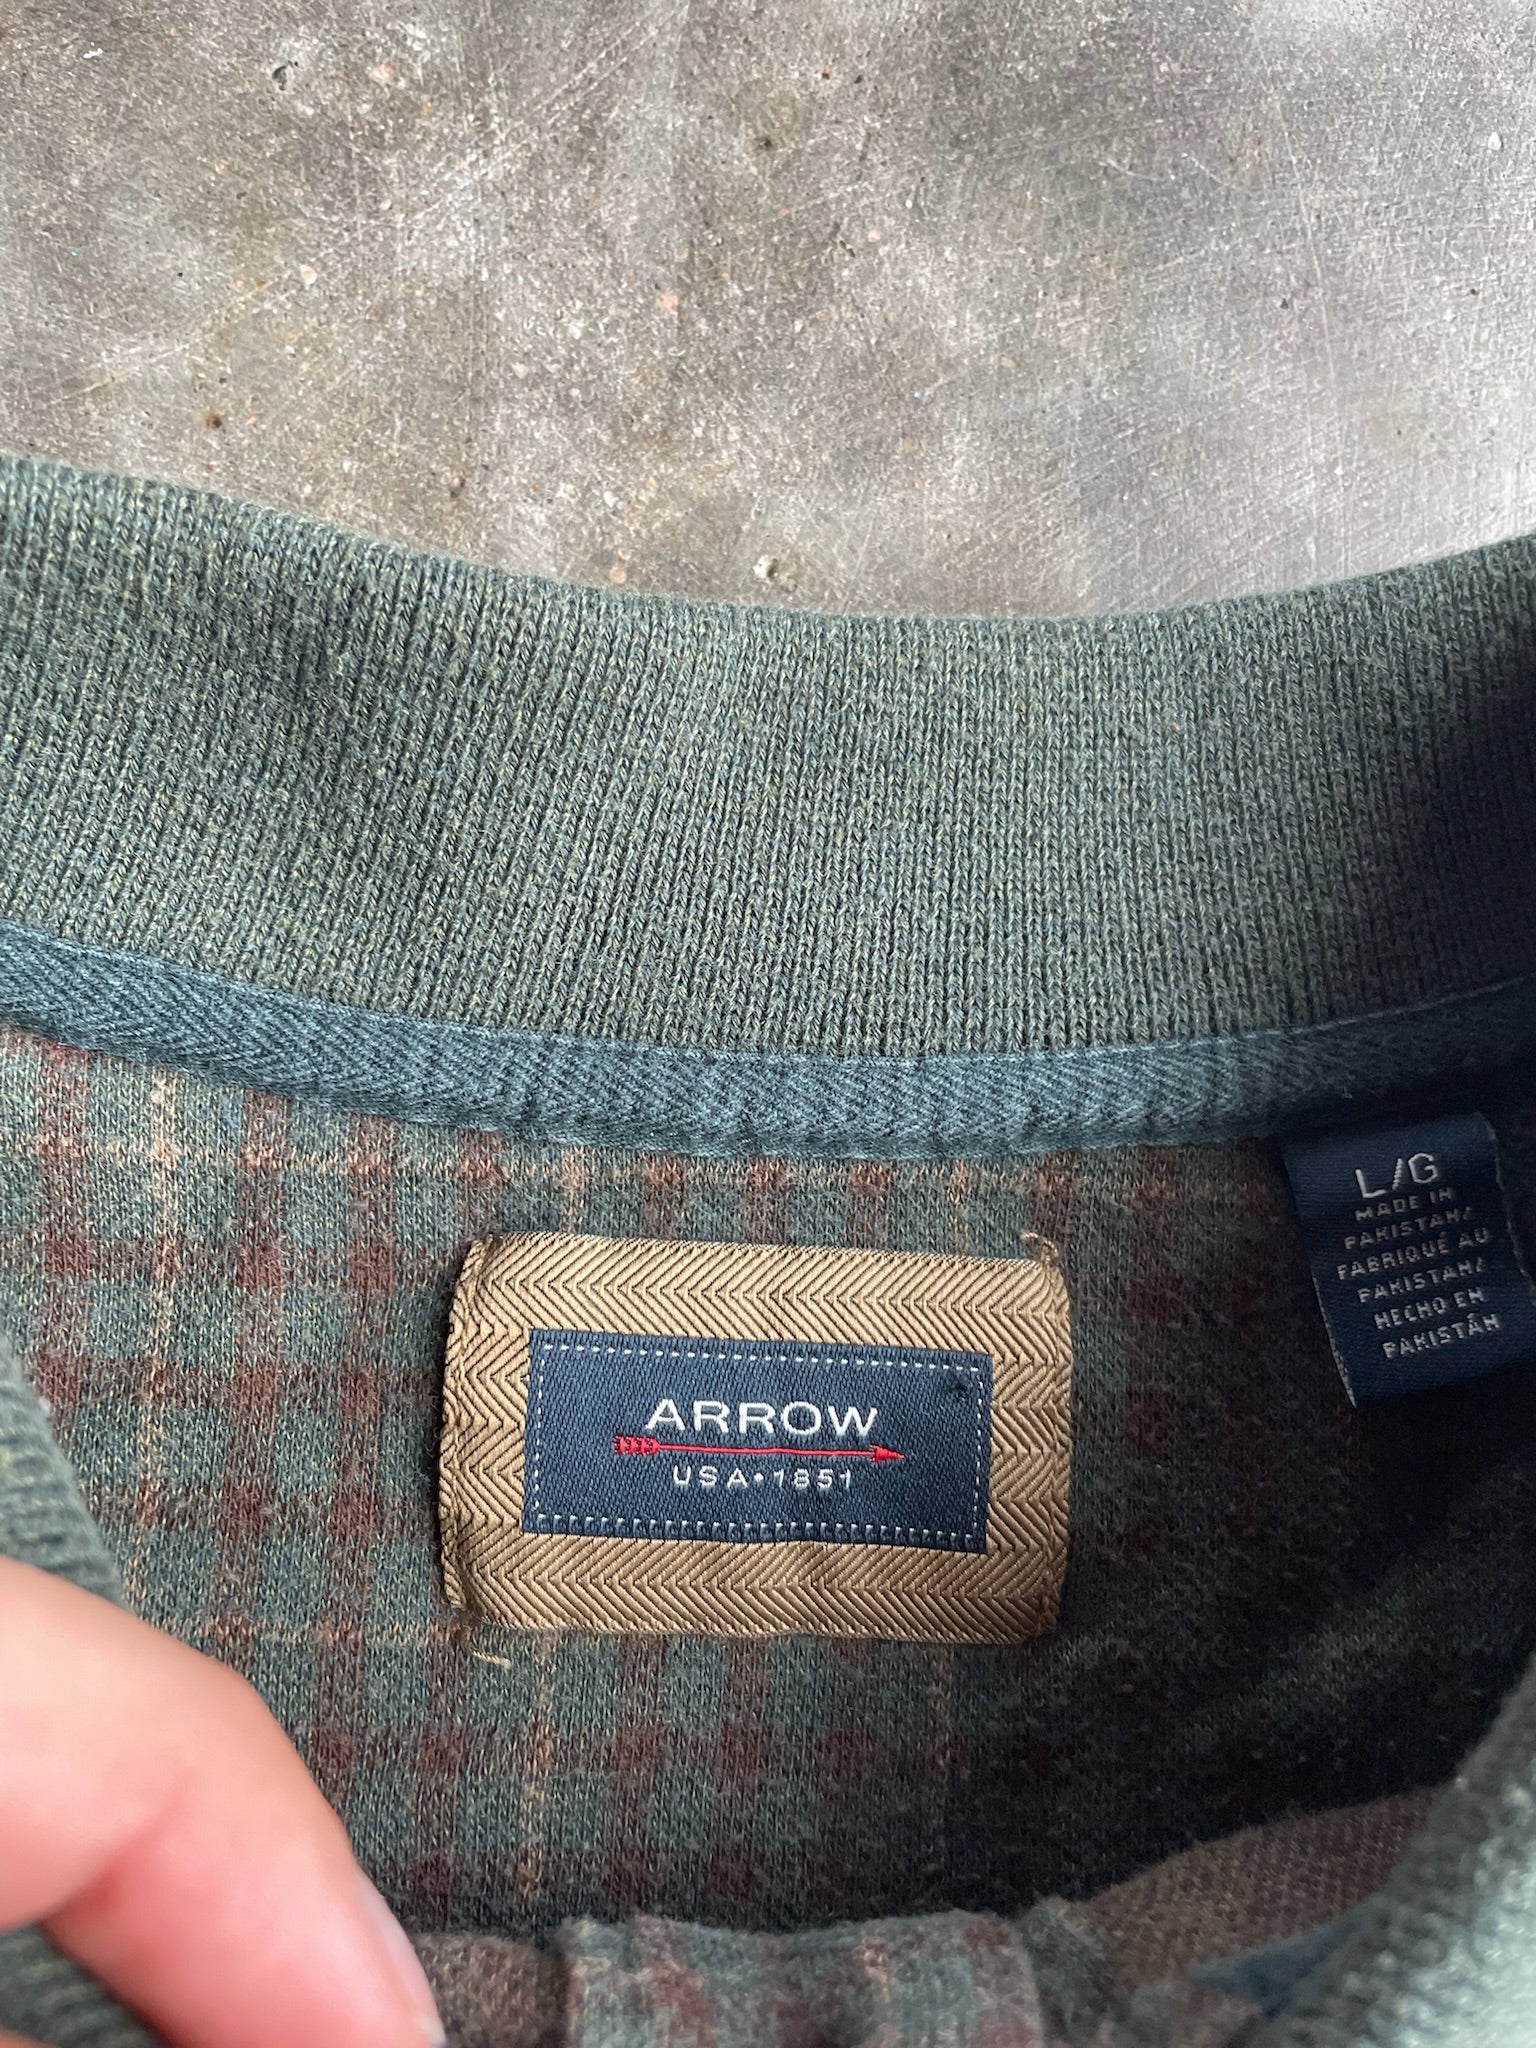 ARROW
USA•1851
L/G
MADE IN
PAKISTAN/
FABRIQUÉ AU
PAKISTAN/
HECHO EN
PAKISTÁN